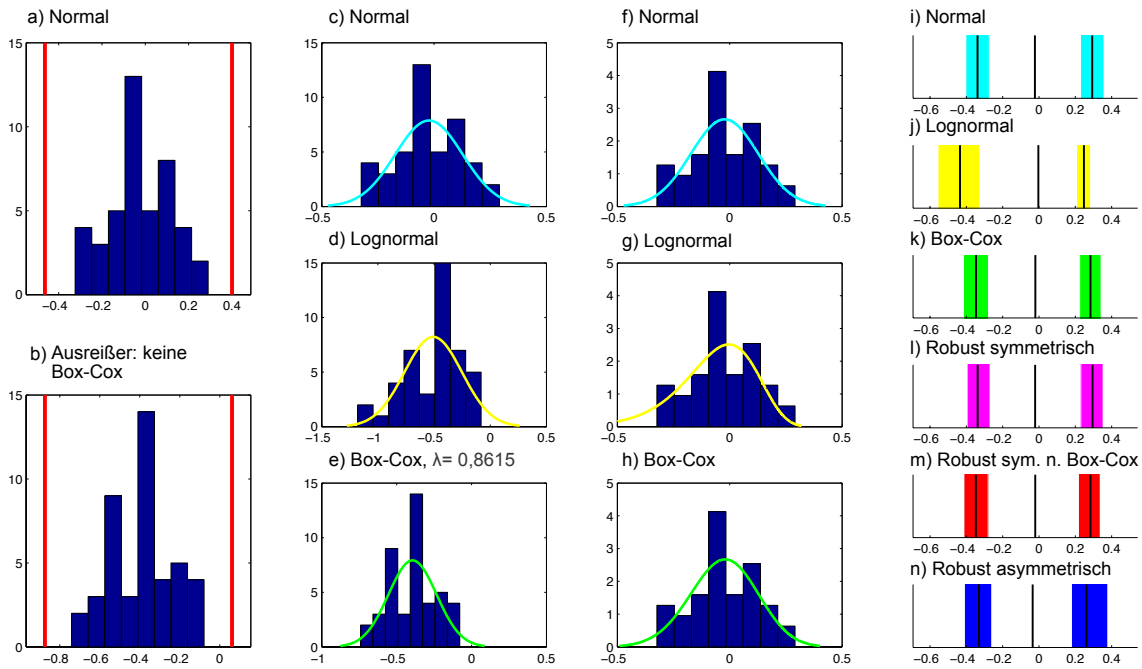 a) Normal
15
10
5
0
−0.4 −0.2 0 0.2 0.4
b) Ausreißer: keine
Box-Cox
15
10
5
0
−0.8 −0.6 −0.4 −0.2 0
c) Normal
15
10
5
0
−0.5 0 0.5
d) Lognormal
15
10
5
0
−1.5 −1 −0.5 0 0.5
e) Box-Cox, λ= 0,8615
15
10
5
0
−1 −0.5 0 0.5
f) Normal
5
4
3
2
1
0
−0.5 0 0.5
g) Lognormal
5
4
3
2
1
0
−0.5 0 0.5
h) Box-Cox
5
4
3
2
1
0
−0.5 0 0.5
i) Normal
−0.6 −0.4 −0.2 0 0.2 0.4
j) Lognormal
−0.6 −0.4 −0.2 0 0.2 0.4
k) Box-Cox
−0.6 −0.4 −0.2 0 0.2 0.4
l) Robust symmetrisch
−0.6 −0.4 −0.2 0 0.2 0.4
m) Robust sym. n. Box-Cox
−0.6 −0.4 −0.2 0 0.2 0.4
n) Robust asymmetrisch
−0.6 −0.4 −0.2 0 0.2 0.4